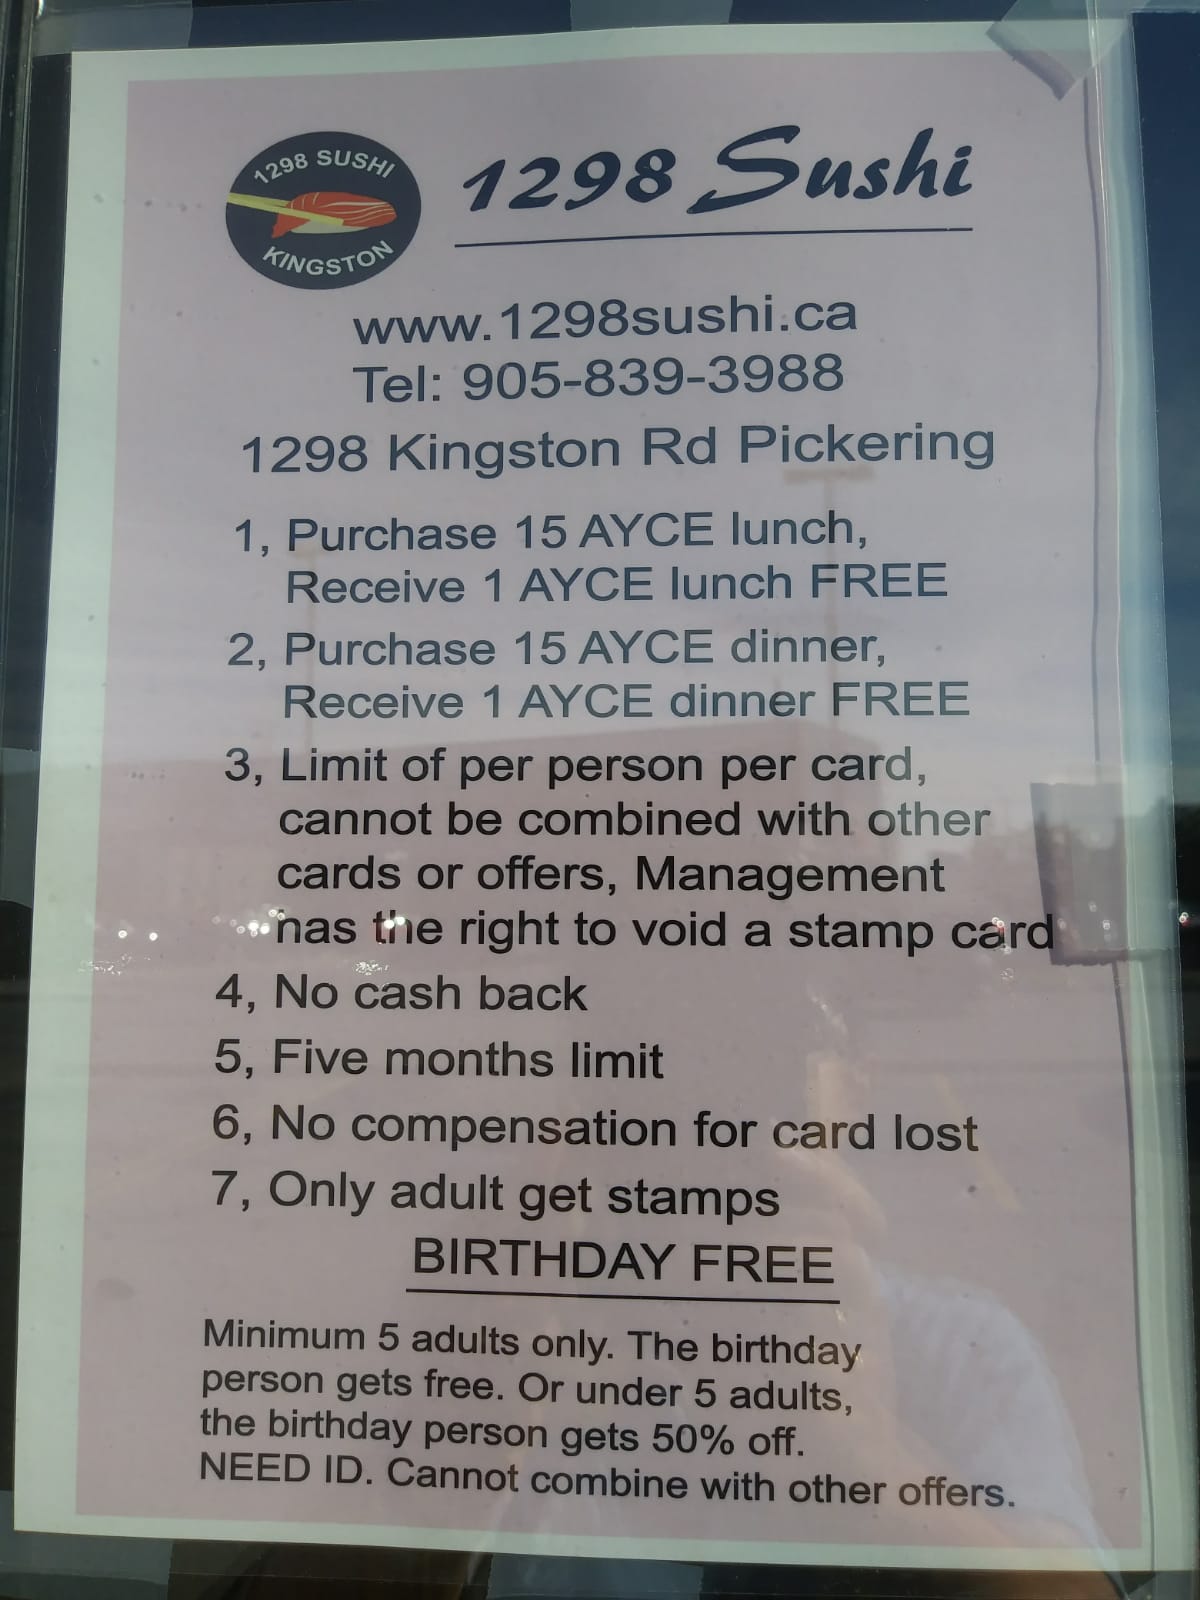 1298 SUSHI
KINGSTON
1298 Sushi
www.1298sushi.ca
Tel: 905-839-3988
1298 Kingston Rd Pickering
1, Purchase 15 AYCE lunch,
Receive 1 AYCE lunch FREE
2, Purchase 15 AYCE dinner,
Receive 1 AYCE dinner FREE
3, Limit of per person per card,
cannot be combined with other
cards or offers, Management
has the right to void a stamp card
4, No cash back
5, Five months limit
6, No compensation for card lost
7, Only adult get stamps
BIRTHDAY FREE
Minimum 5 adults only. The birthday
person gets free. Or under 5 adults,
the birthday person gets 50% off.
NEED ID. Cannot combine with other offers.